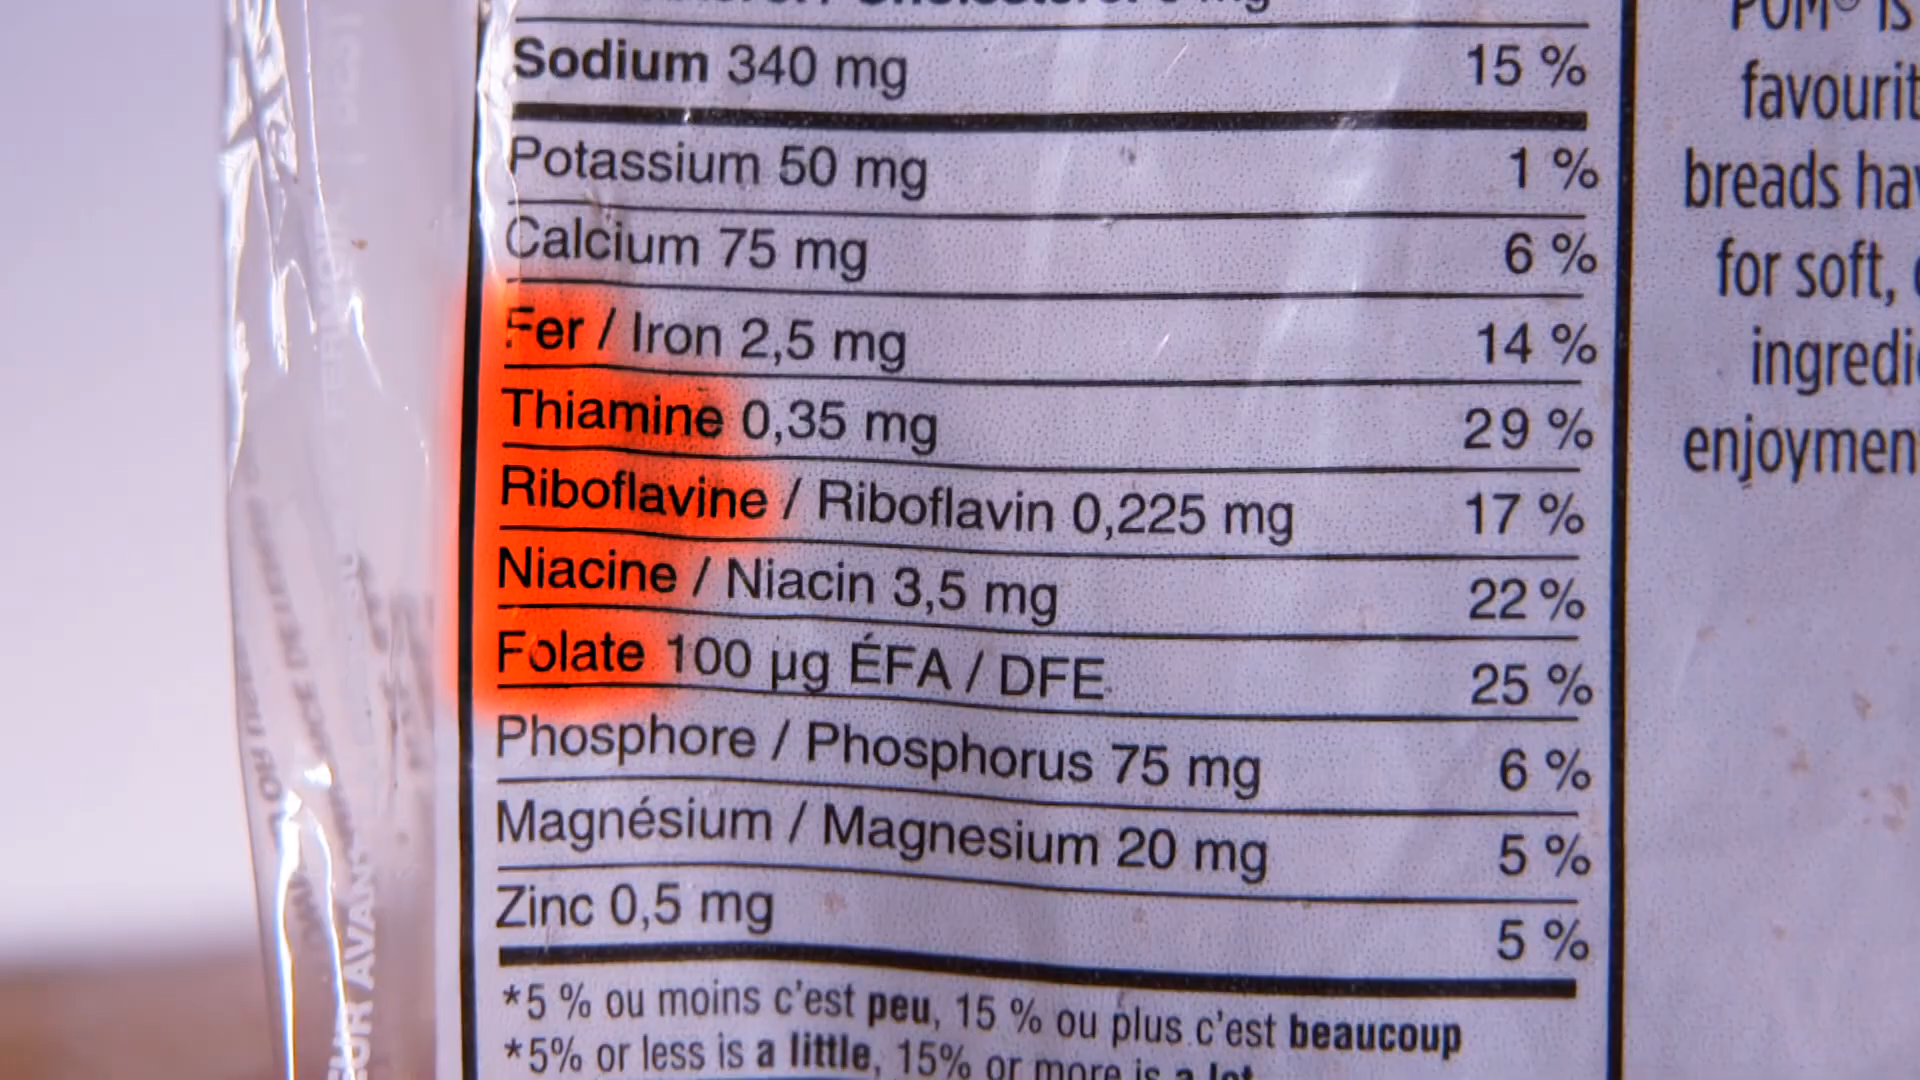 Sodium 340 mg 15 %
Potassium 50 mg 1 %
Calcium 75 mg 6 %
Fer / Iron 2,5 mg 14 %
Thiamine 0,35 mg 29 %
Riboflavine / Riboflavin 0,225 mg 17 %
Niacine / Niacin 3,5 mg 22 %
Folate 100 µg ÉFA / DFE 25 %
Phosphore / Phosphorus 75 mg 6 %
Magnésium / Magnesium 20 mg 5 %
Zinc 0,5 mg 5 %
*5 % ou moins c'est peu, 15 % ou plus c'est beaucoup
*5% or less is a little, 15% or more is a lot
POM® is
favourit
breads hav
for soft,
ingredi
enjoymen
EUR AVANT